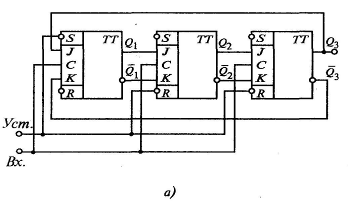 S TT Q₁ S TT Q₂ S TT Q₃
J J J
C C C
K Q̄₁ K Q̄₂ K Q̄₃
R R R
Уст.
Вх.
а)